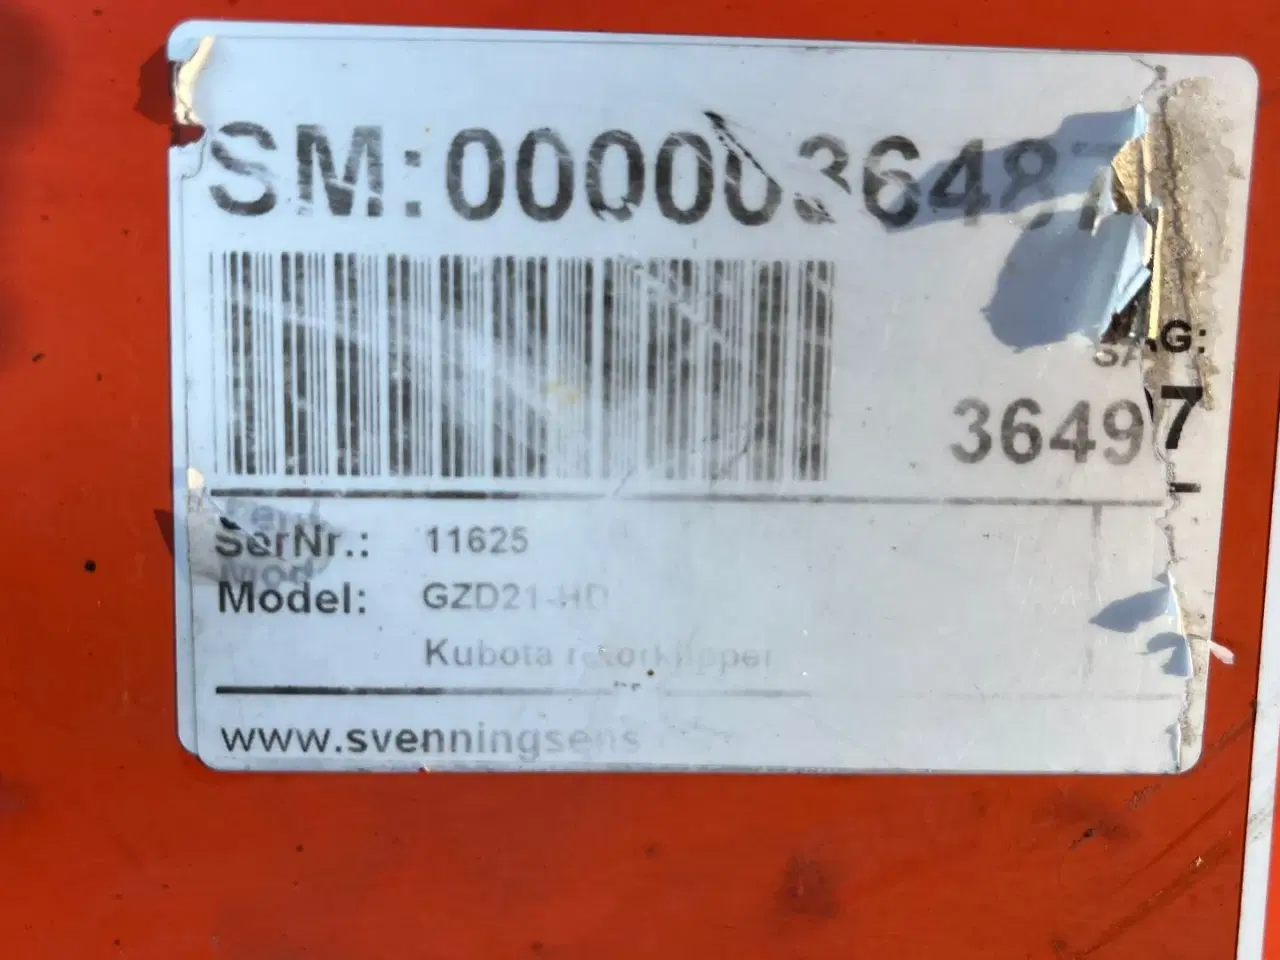 SM:0000036487
SAG:
36497
SerNr.: 11625
Model: GZD21-HD
Kubota rotorklipper
www.svenningsens